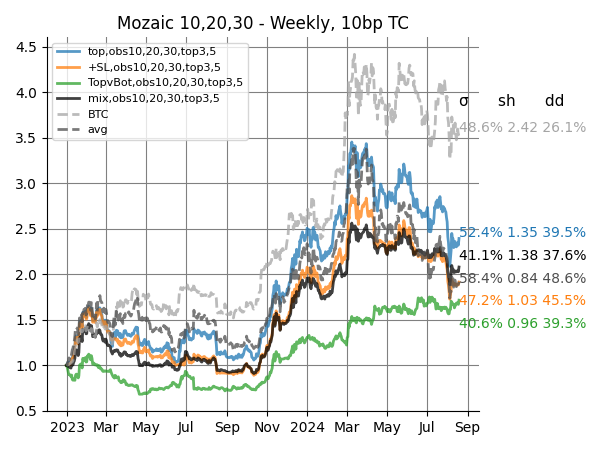 Mozaic 10,20,30 - Weekly, 10bp TC
top,obs10,20,30,top3,5
+SL,obs10,20,30,top3,5
TopvBot,obs10,20,30,top3,5
mix,obs10,20,30,top3,5
BTC
avg
4.5
4.0
3.5
3.0
2.5
2.0
1.5
1.0
0.5
σ sh dd
48.6% 2.42 26.1%
52.4% 1.35 39.5%
41.1% 1.38 37.6%
58.4% 0.84 48.6%
47.2% 1.03 45.5%
40.6% 0.96 39.3%
2023 Mar May Jul Sep Nov 2024 Mar May Jul Sep